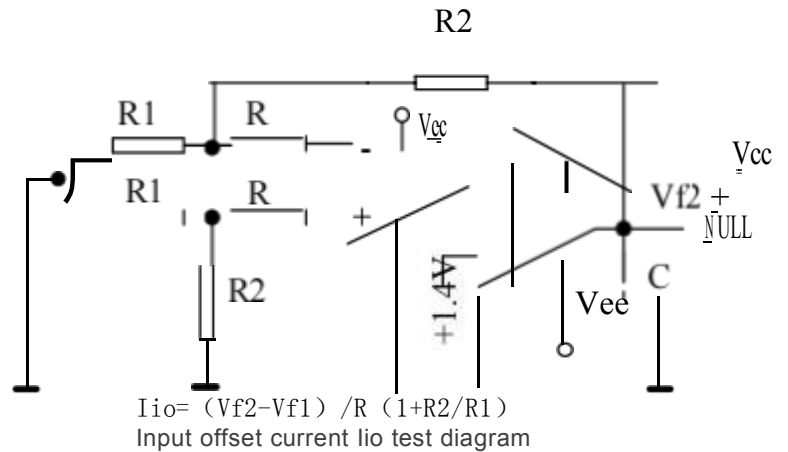 R2
R1 R - Vcc
Vcc
R1 R + Vf2 +
NULL
R2 +1.4V Vee C
Iio=（Vf2-Vf1）/R（1+R2/R1）
Input offset current Iio test diagram